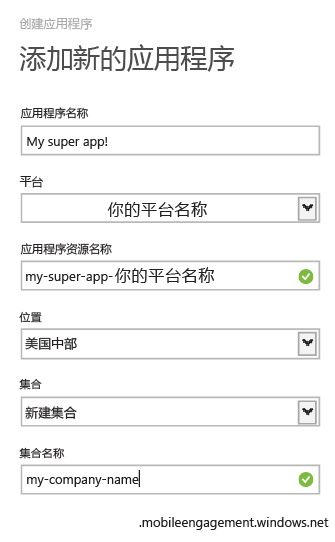 创建应用程序
添加新的应用程序
应用程序名称
My super app!
平台
你的平台名称
应用程序资源名称
my-super-app-你的平台名称
位置
美国中部
集合
新建集合
集合名称
my-company-name
.mobileengagement.windows.net